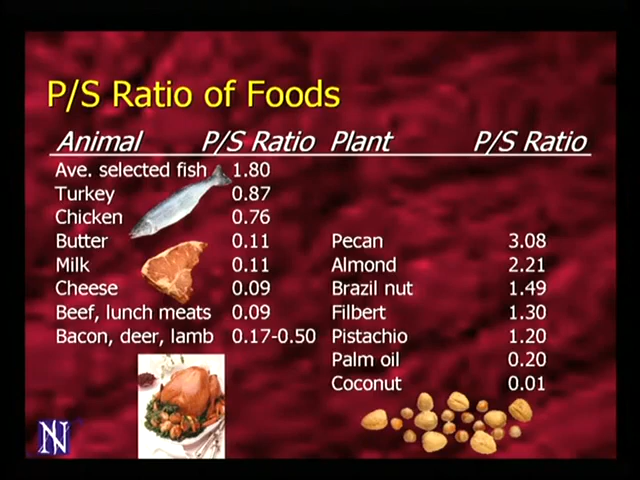 P/S Ratio of Foods
Animal P/S Ratio Plant P/S Ratio
Ave. selected fish 1.80
Turkey 0.87
Chicken 0.76
Butter 0.11 Pecan 3.08
Milk 0.11 Almond 2.21
Cheese 0.09 Brazil nut 1.49
Beef, lunch meats 0.09 Filbert 1.30
Bacon, deer, lamb 0.17-0.50 Pistachio 1.20
Palm oil 0.20
Coconut 0.01
N